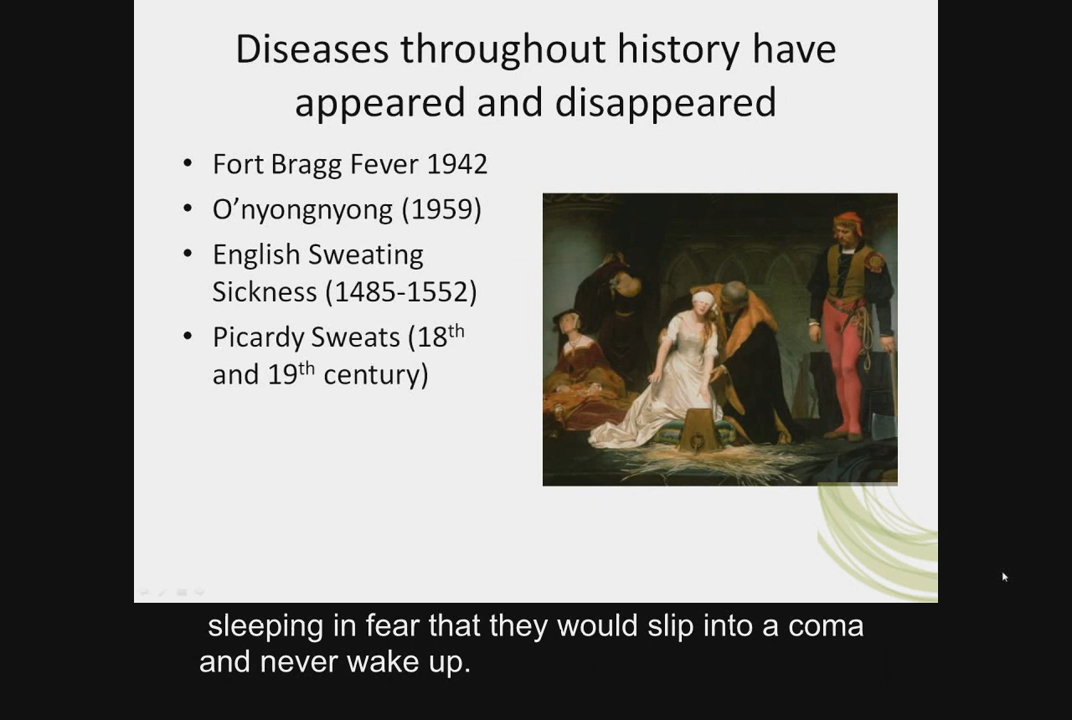 Diseases throughout history have
appeared and disappeared
• Fort Bragg Fever 1942
• O’nyongnyong (1959)
• English Sweating
Sickness (1485-1552)
• Picardy Sweats (18th
and 19th century)
sleeping in fear that they would slip into a coma
and never wake up.